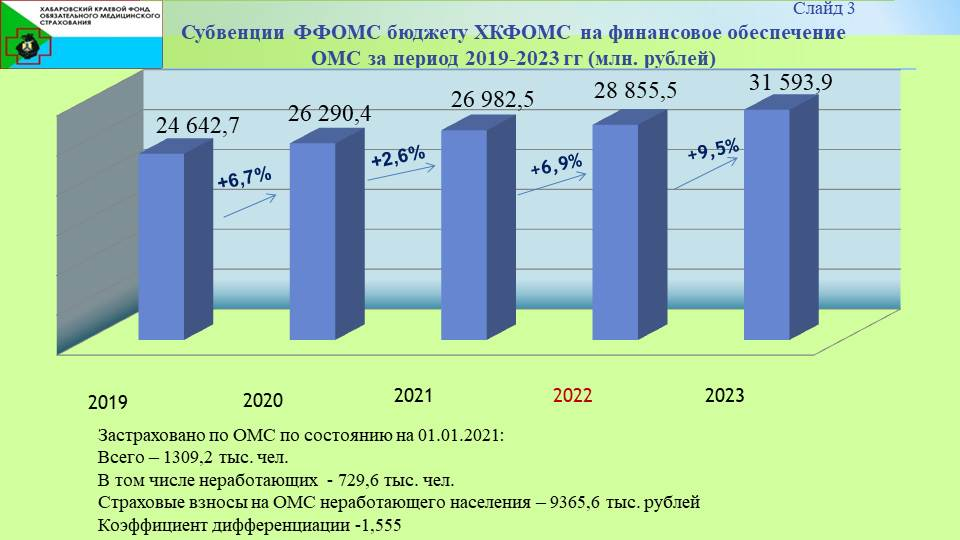 ХАБАРОВСКИЙ КРАЕВОЙ ФОНД
ОБЯЗАТЕЛЬНОГО МЕДИЦИНСКОГО
СТРАХОВАНИЯ
Слайд 3
Субвенции ФФОМС бюджету ХКФОМС на финансовое обеспечение
ОМС за период 2019-2023 гг (млн. рублей)
24 642,7
26 290,4
26 982,5
28 855,5
31 593,9
+6,7%
+2,6%
+6,9%
+9,5%
2019
2020
2021
2022
2023
Застраховано по ОМС по состоянию на 01.01.2021:
Всего – 1309,2 тыс. чел.
В том числе неработающих - 729,6 тыс. чел.
Страховые взносы на ОМС неработающего населения – 9365,6 тыс. рублей
Коэффициент дифференциации -1,555